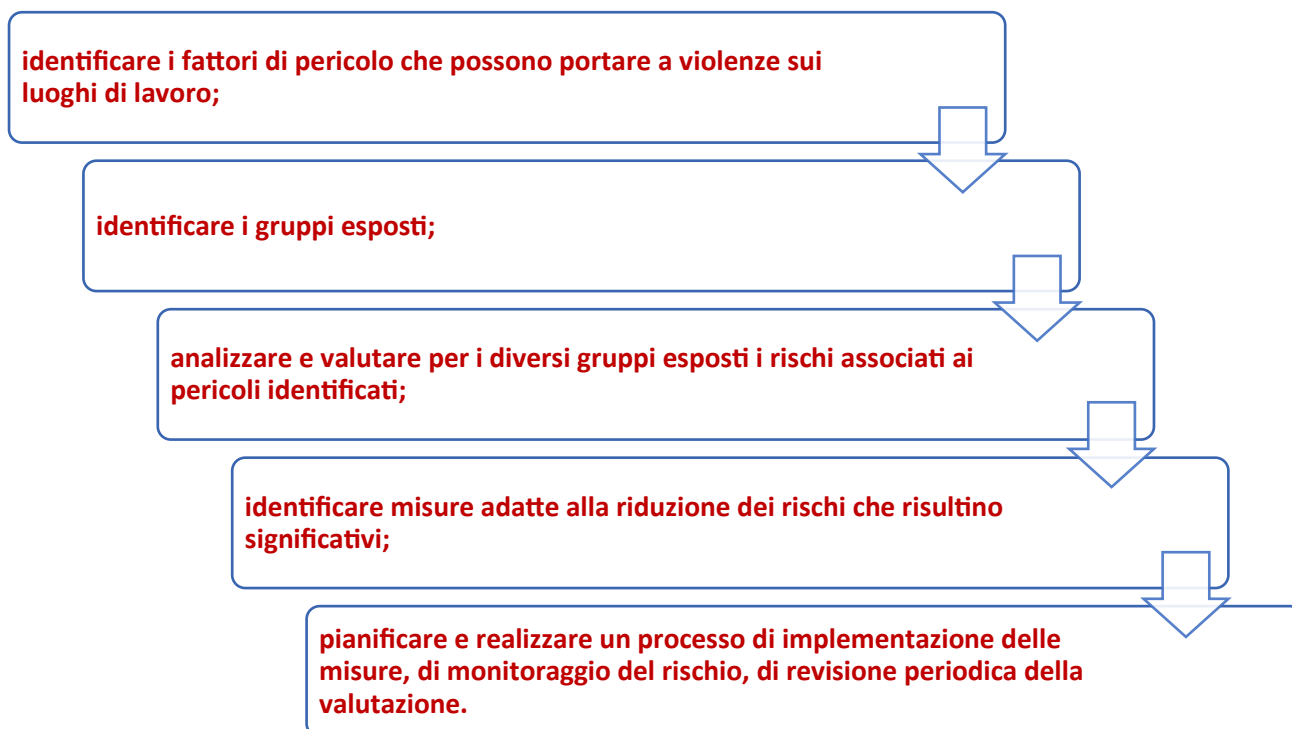 identificare i fattori di pericolo che possono portare a violenze sui
luoghi di lavoro;
identificare i gruppi esposti;
analizzare e valutare per i diversi gruppi esposti i rischi associati ai
pericoli identificati;
identificare misure adatte alla riduzione dei rischi che risultino
significativi;
pianificare e realizzare un processo di implementazione delle
misure, di monitoraggio del rischio, di revisione periodica della
valutazione.